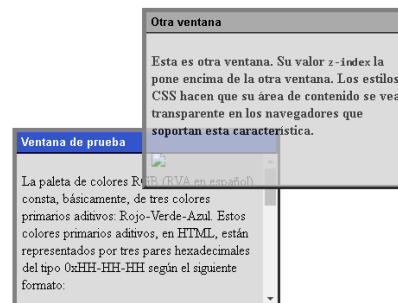 Otra ventana
Esta es otra ventana. Su valor z-index la
pone encima de la otra ventana. Los estilos
CSS hacen que su área de contenido se vea
transparente en los navegadores que
soportan esta característica.
Ventana de prueba
La paleta de colores RGB (RVA en español)
consta, básicamente, de tres colores
primarios aditivos: Rojo-Verde-Azul. Estos
colores primarios aditivos, en HTML, están
representados por tres pares hexadecimales
del tipo 0xHH-HH-HH según el siguiente
formato: